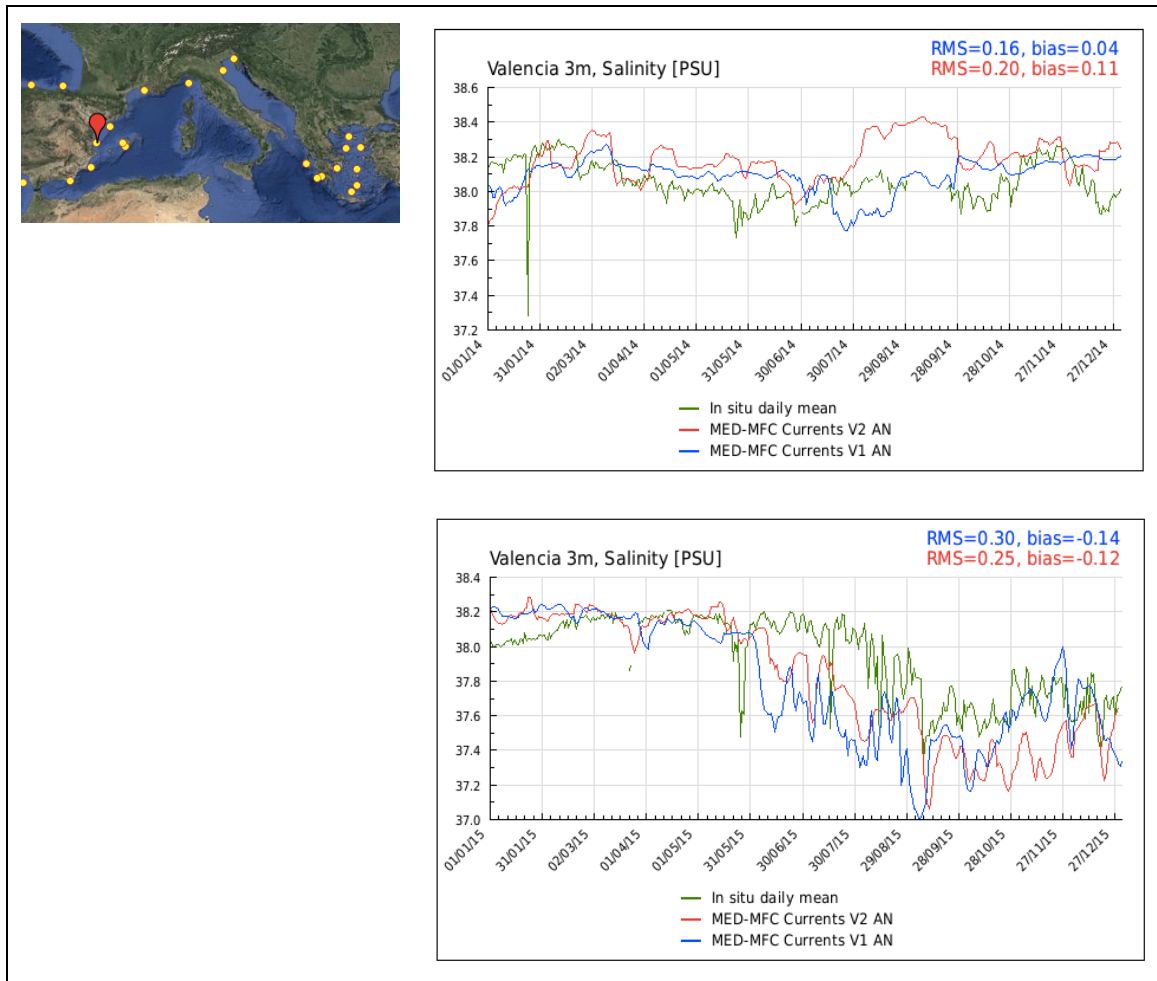 RMS=0.16, bias=0.04
Valencia 3m, Salinity [PSU] RMS=0.20, bias=0.11
38.6
38.4
38.2
38.0
37.8
37.6
37.4
37.2
01/01/14 31/01/14 02/03/14 01/04/14 01/05/14 31/05/14 30/06/14 30/07/14 29/08/14 28/09/14 28/10/14 27/11/14 27/12/14
In situ daily mean
MED-MFC Currents V2 AN
MED-MFC Currents V1 AN
RMS=0.30, bias=-0.14
Valencia 3m, Salinity [PSU] RMS=0.25, bias=-0.12
38.4
38.2
38.0
37.8
37.6
37.4
37.2
37.0
01/01/15 31/01/15 02/03/15 01/04/15 01/05/15 31/05/15 30/06/15 30/07/15 29/08/15 28/09/15 28/10/15 27/11/15 27/12/15
In situ daily mean
MED-MFC Currents V2 AN
MED-MFC Currents V1 AN